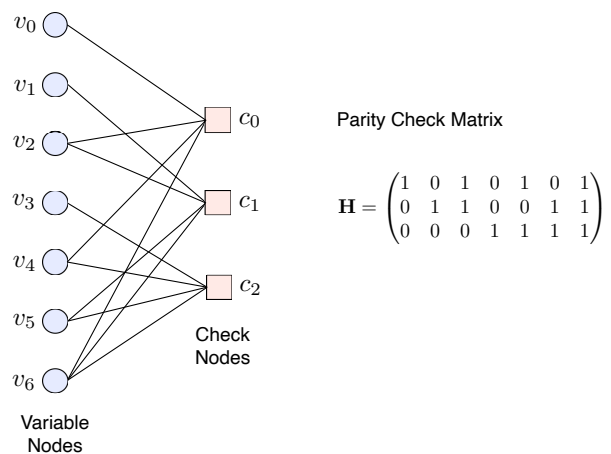 v0
v1
v2
v3
v4
v5
v6
c0
c1
c2
Check
Nodes
Variable
Nodes
Parity Check Matrix
1 0 1 0 1 0 1
H = 0 1 1 0 0 1 1
0 0 0 1 1 1 1